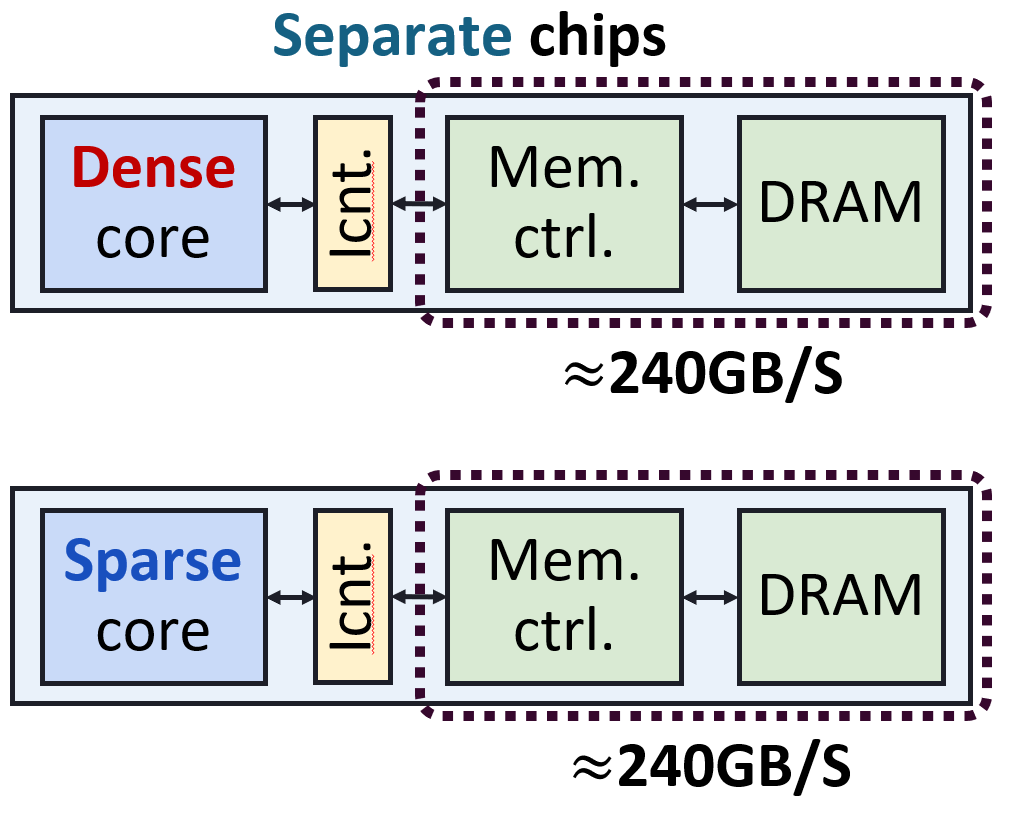 Separate chips
Dense
core
Icnt.
Mem.
ctrl.
DRAM
≈240GB/S
Sparse
core
Icnt.
Mem.
ctrl.
DRAM
≈240GB/S